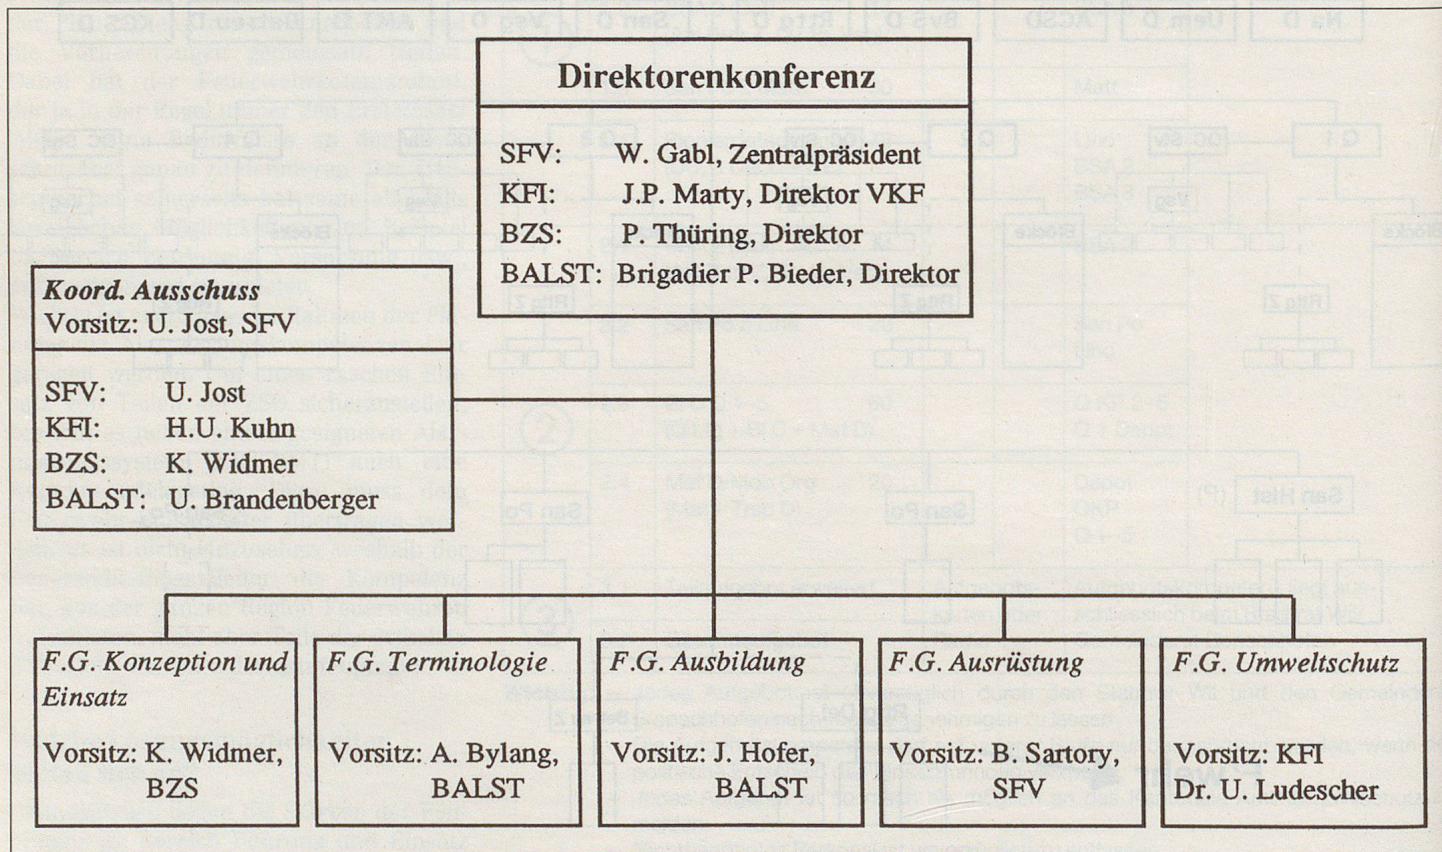 Direktorenkonferenz
SFV: W. Gabl, Zentralpräsident
KFI: J.P. Marty, Direktor VKF
BZS: P. Thüring, Direktor
BALST: Brigadier P. Bieder, Direktor
Koord. Ausschuss
Vorsitz: U. Jost, SFV
SFV: U. Jost
KFI: H.U. Kuhn
BZS: K. Widmer
BALST: U. Brandenberger
F.G. Konzeption und
Einsatz
Vorsitz: K. Widmer,
BZS
F.G. Terminologie
Vorsitz: A. Bylang,
BALST
F.G. Ausbildung
Vorsitz: J. Hofer,
BALST
F.G. Ausrüstung
Vorsitz: B. Sartory,
SFV
F.G. Umweltschutz
Vorsitz: KFI
Dr. U. Ludescher